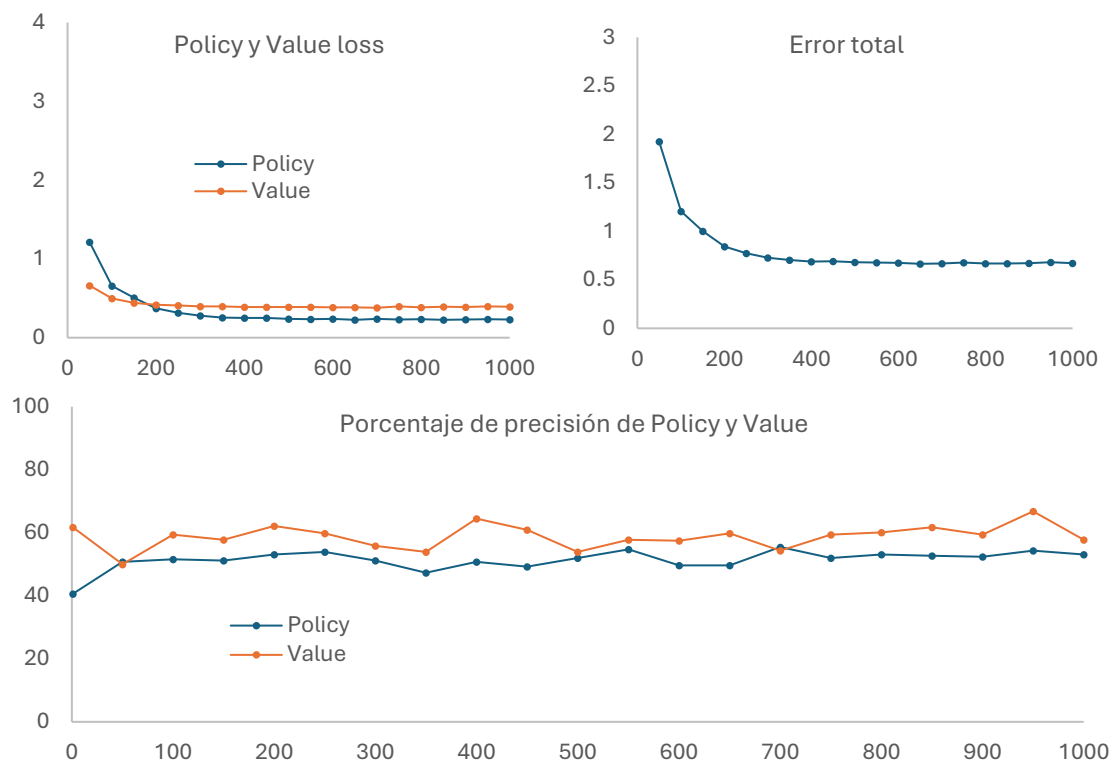 Policy y Value loss
4
3
2
1
0
Policy
Value
0 200 400 600 800 1000
Error total
3
2.5
2
1.5
1
0.5
0
0 200 400 600 800 1000
Porcentaje de precisión de Policy y Value
100
80
60
40
20
0
Policy
Value
0 100 200 300 400 500 600 700 800 900 1000